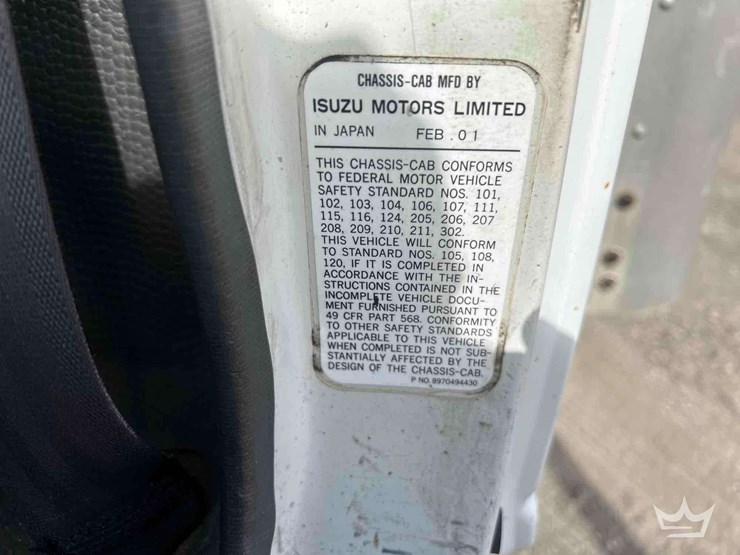 CHASSIS-CAB MFD BY
ISUZU MOTORS LIMITED
IN JAPAN FEB . 01
THIS CHASSIS-CAB CONFORMS
TO FEDERAL MOTOR VEHICLE
SAFETY STANDARD NOS. 101,
102, 103, 104, 106, 107, 111,
115, 116, 124, 205, 206, 207
208, 209, 210, 211, 302.
THIS VEHICLE WILL CONFORM
TO STANDARD NOS. 105, 108,
120, IF IT IS COMPLETED IN
ACCORDANCE WITH THE IN-
STRUCTIONS CONTAINED IN THE
INCOMPLETE VEHICLE DOCU-
MENT FURNISHED PURSUANT TO
49 CFR PART 568. CONFORMITY
TO OTHER SAFETY STANDARDS
APPLICABLE TO THIS VEHICLE
WHEN COMPLETED IS NOT SUB-
STANTIALLY AFFECTED BY THE
DESIGN OF THE CHASSIS-CAB.
P NO. 8970494430